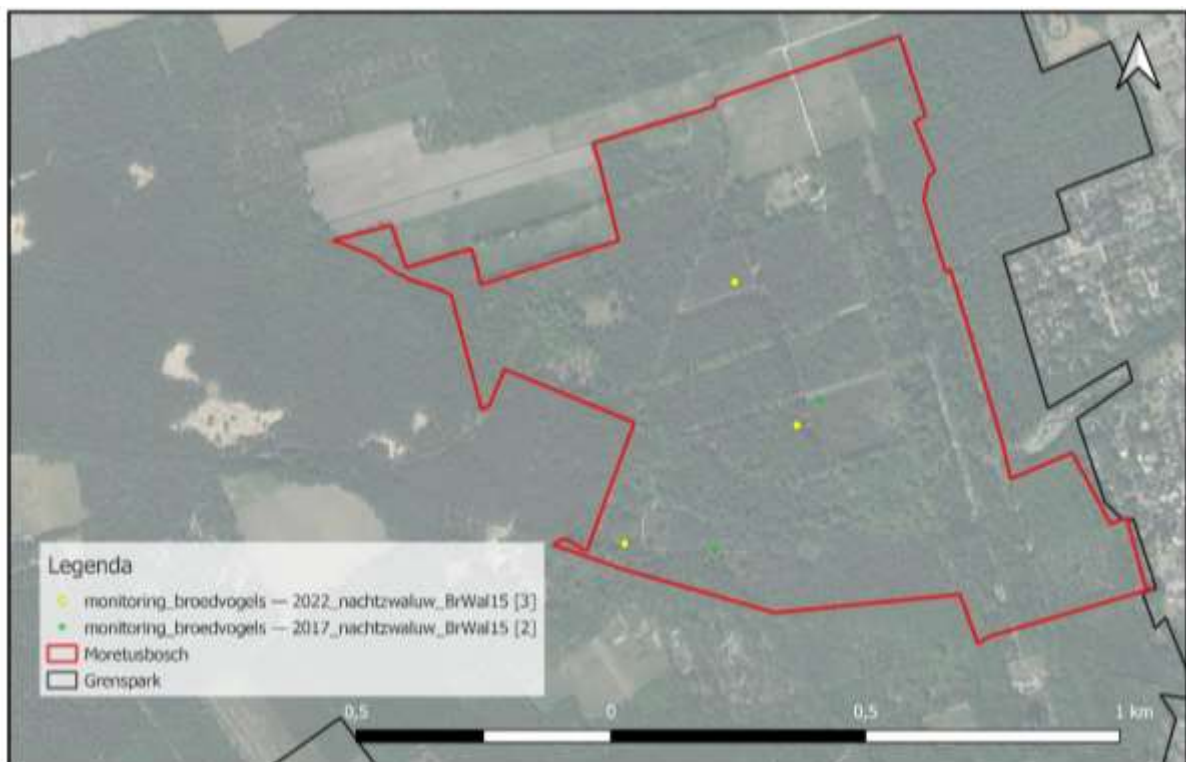 Legenda
monitoring_broedvogels — 2022_nachtzwaluw_BrWal15 [3]
monitoring_broedvogels — 2017_nachtzwaluw_BrWal15 [2]
Moretusbosch
Grenspark
0,5 0 0,5 1 km